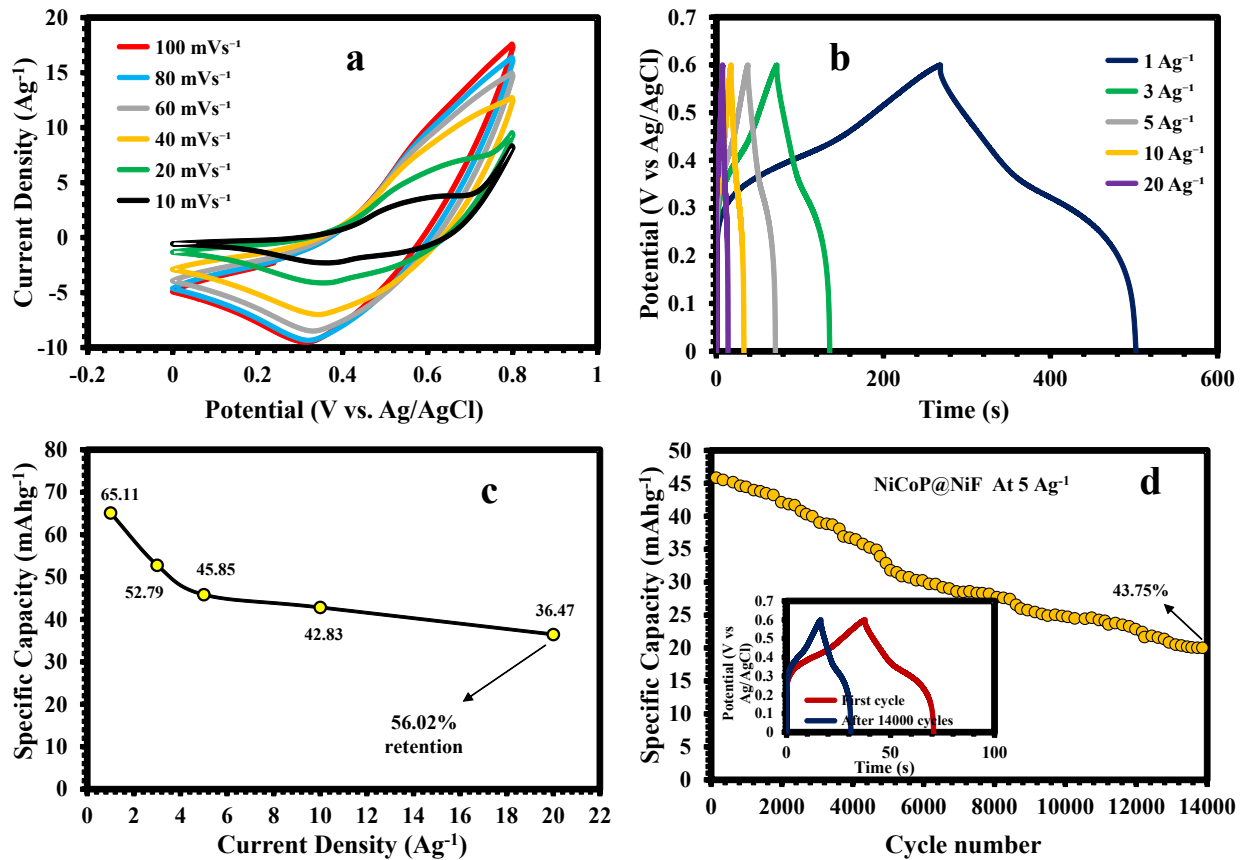 a
100 mVs⁻¹
80 mVs⁻¹
60 mVs⁻¹
40 mVs⁻¹
20 mVs⁻¹
10 mVs⁻¹
20
15
10
5
0
-5
-10
-0.2 0 0.2 0.4 0.6 0.8 1
Current Density (Ag⁻¹)
Potential (V vs. Ag/AgCl)
b
1 Ag⁻¹
3 Ag⁻¹
5 Ag⁻¹
10 Ag⁻¹
20 Ag⁻¹
0.7
0.6
0.5
0.4
0.3
0.2
0.1
0
0 200 400 600
Potential (V vs Ag/AgCl)
Time (s)
c
80
70
60
50
40
30
20
10
0
65.11
52.79
45.85
42.83
36.47
56.02%
retention
0 2 4 6 8 10 12 14 16 18 20 22
Specific Capacity (mAhg⁻¹)
Current Density (Ag⁻¹)
NiCoP@NiF At 5 Ag⁻¹
d
50
45
40
35
30
25
20
15
10
5
0
43.75%
0 2000 4000 6000 8000 10000 12000 14000
Specific Capacity (mAhg⁻¹)
Cycle number
0.7
0.6
0.5
0.4
0.3
0.2
0.1
0
First cycle
After 14000 cycles
0 50 100
Potential (V vs
Ag/AgCl)
Time (s)